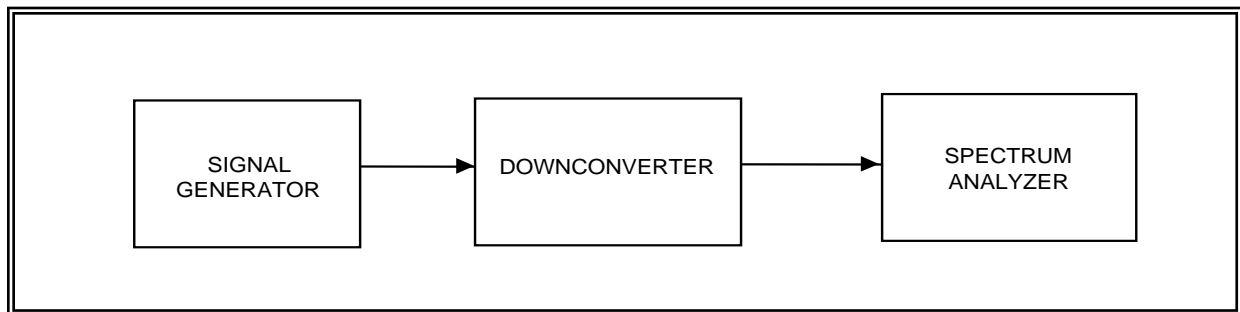 SIGNAL
GENERATOR
DOWNCONVERTER
SPECTRUM
ANALYZER